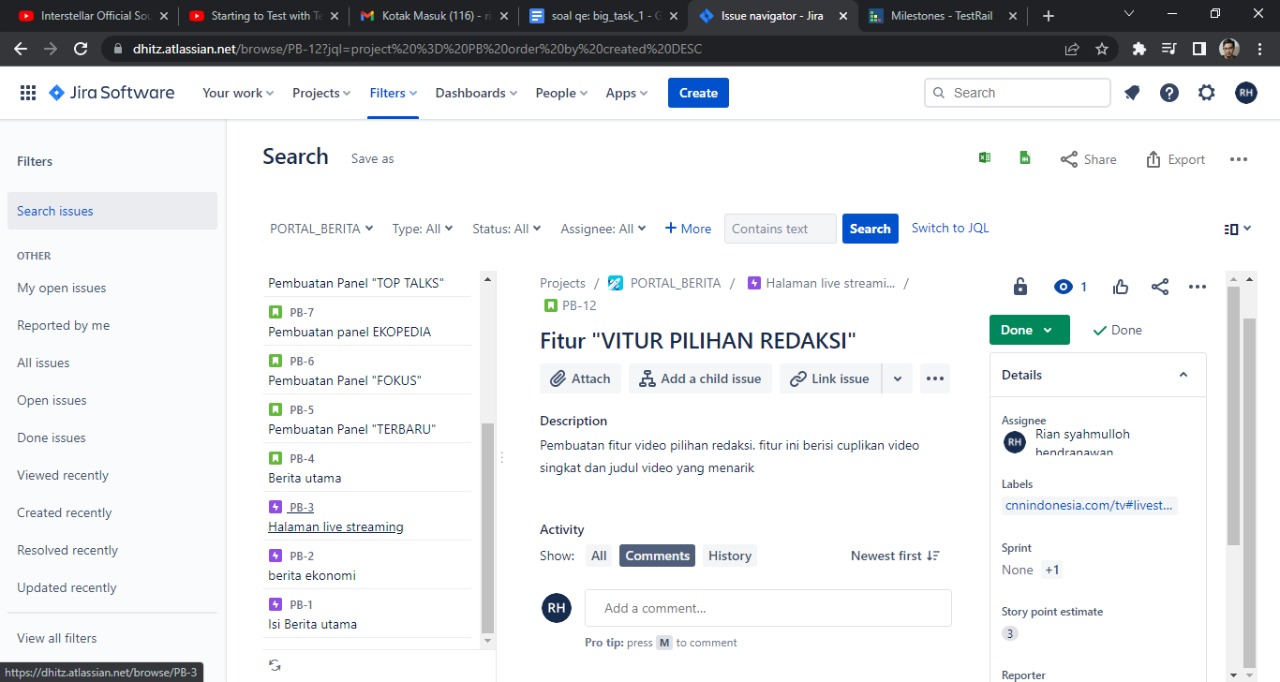 Interstellar Official Sou
Starting to Test with Te
Kotak Masuk (116) - ri
soal qe: big_task_1 - G
Issue navigator - Jira
Milestones - TestRail
dhitz.atlassian.net/browse/PB-12?jql=project%20%3D%20PB%20order%20by%20created%20DESC
Jira Software
Your work
Projects
Filters
Dashboards
People
Apps
Create
Search
RH
Filters
Search issues
OTHER
My open issues
Reported by me
All issues
Open issues
Done issues
Viewed recently
Created recently
Resolved recently
Updated recently
View all filters
https://dhitz.atlassian.net/browse/PB-3
Search
Save as
Share
Export
PORTAL_BERITA
Type: All
Status: All
Assignee: All
+ More
Contains text
Search
Switch to JQL
Pembuatan Panel "TOP TALKS"
PB-7
Pembuatan panel EKOPEDIA
PB-6
Pembuatan Panel "FOKUS"
PB-5
Pembuatan Panel "TERBARU"
PB-4
Berita utama
PB-3
Halaman live streaming
PB-2
berita ekonomi
PB-1
Isi Berita utama
Projects / PORTAL_BERITA / Halaman live streami... /
PB-12
Fitur "VITUR PILIHAN REDAKSI"
Attach
Add a child issue
Link issue
Description
Pembuatan fitur video pilihan redaksi. fitur ini berisi cuplikan video
singkat dan judul video yang menarik
Activity
Show:
All
Comments
History
Newest first
RH
Add a comment...
Pro tip: press M to comment
1
Done
Done
Details
Assignee
RH
Rian syahmulloh
hendranawan
Labels
cnnindonesia.com/tv#livest...
Sprint
None +1
Story point estimate
3
Reporter